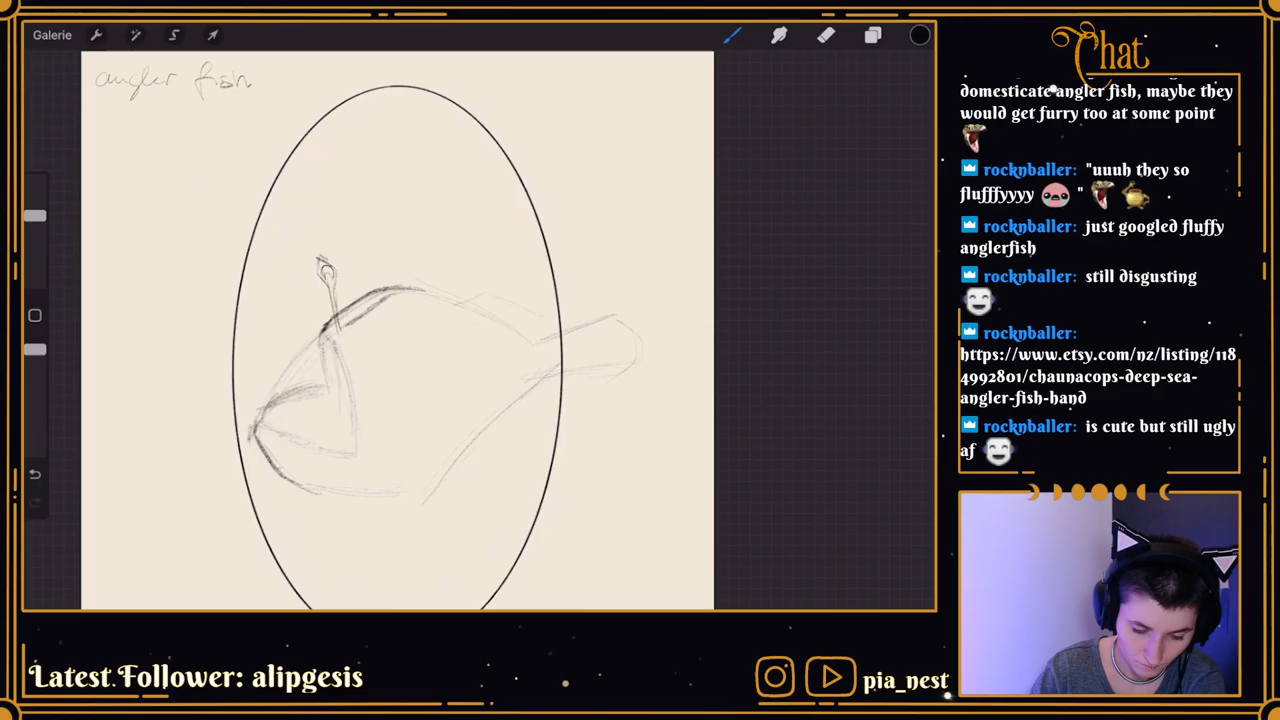 Galerie
angler fish
Chat
domesticate angler fish, maybe they
would get furry too at some point
rocknballer: "uuuh they so
flufffyyyy "
rocknballer: just googled fluffy
anglerfish
rocknballer: still disgusting
rocknballer:
https://www.etsy.com/nz/listing/118
4992801/chaunacops-deep-sea-
angler-fish-hand
rocknballer: is cute but still ugly
af
Latest Follower: alipgesis
pia_nest